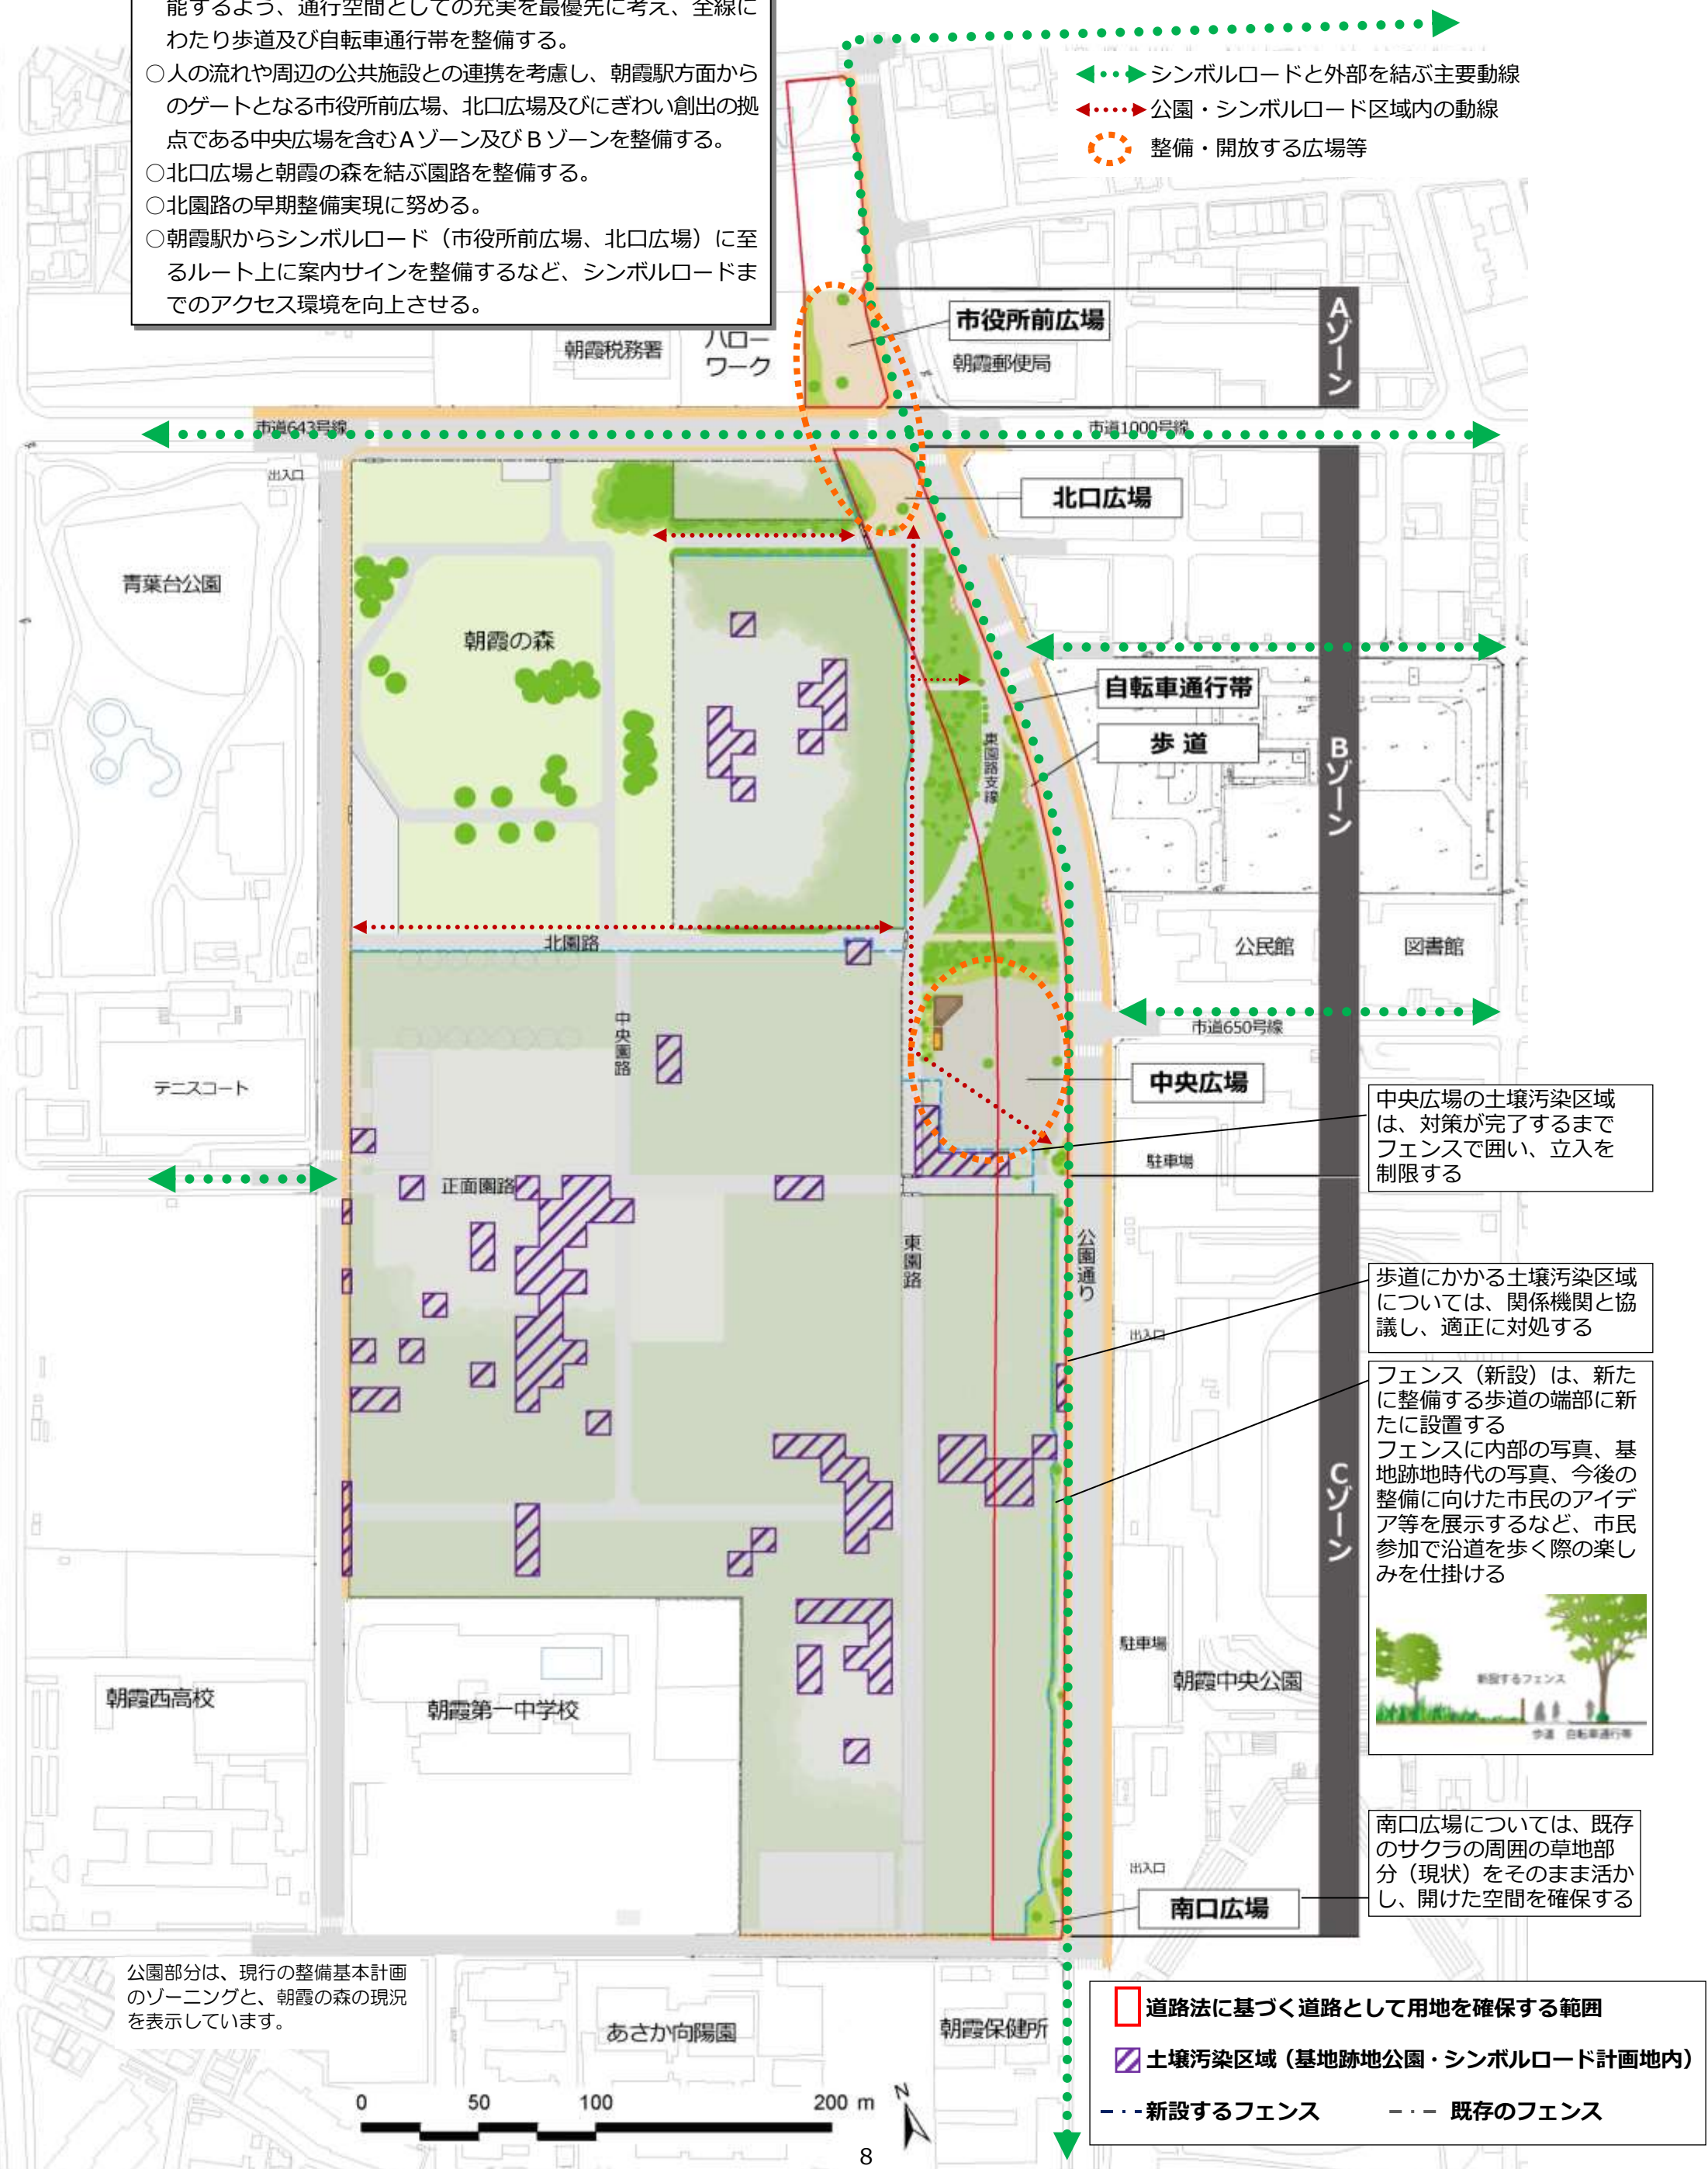 能するよう、通行空間としての充実を最優先に考え、全線に
わたり歩道及び自転車通行帯を整備する。
○人の流れや周辺の公共施設との連携を考慮し、朝霞駅方面から
のゲートとなる市役所前広場、北口広場及びにぎわい創出の拠
点である中央広場を含むAゾーン及びBゾーンを整備する。
○北口広場と朝霞の森を結ぶ園路を整備する。
○北園路の早期整備実現に努める。
○朝霞駅からシンボルロード（市役所前広場、北口広場）に至
るルート上に案内サインを整備するなど、シンボルロードま
でのアクセス環境を向上させる。
シンボルロードと外部を結ぶ主要動線
公園・シンボルロード区域内の動線
整備・開放する広場等
朝霞税務署
ハロー
ワーク
市役所前広場
朝霞郵便局
Aゾーン
市道643号線
市道1000号線
出入口
北口広場
青葉台公園
朝霞の森
自転車通行帯
歩 道
東園路支線
Bゾーン
北園路
公民館
図書館
中央園路
市道650号線
テニスコート
中央広場
中央広場の土壌汚染区域
は、対策が完了するまで
フェンスで囲い、立入を
制限する
駐車場
正面園路
東園路
公園通り
歩道にかかる土壌汚染区域
については、関係機関と協
議し、適正に対処する
出入口
フェンス（新設）は、新た
に整備する歩道の端部に新
たに設置する
フェンスに内部の写真、基
地跡地時代の写真、今後の
整備に向けた市民のアイデ
ア等を展示するなど、市民
参加で沿道を歩く際の楽し
みを仕掛ける
Cゾーン
新設するフェンス
歩道 自転車通行帯
駐車場
朝霞中央公園
朝霞西高校
朝霞第一中学校
南口広場については、既存
のサクラの周囲の草地部
分（現状）をそのまま活か
し、開けた空間を確保する
出入口
南口広場
公園部分は、現行の整備基本計画
のゾーニングと、朝霞の森の現況
を表示しています。
あさか向陽園
朝霞保健所
道路法に基づく道路として用地を確保する範囲
土壌汚染区域（基地跡地公園・シンボルロード計画地内）
新設するフェンス
既存のフェンス
0 50 100 200 m
N
8